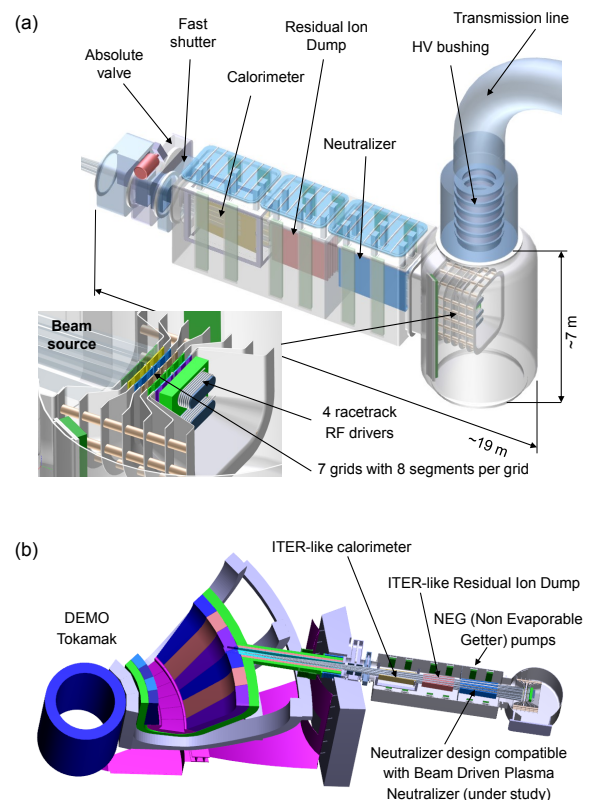 (a)
Transmission line
Fast
shutter
Residual Ion
Dump
HV bushing
Absolute
valve
Calorimeter
Neutralizer
Beam
source
~7 m
4 racetrack
RF drivers
~19 m
7 grids with 8 segments per grid
(b)
ITER-like calorimeter
ITER-like Residual Ion Dump
DEMO
Tokamak
NEG (Non Evaporable
Getter) pumps
Neutralizer design compatible
with Beam Driven Plasma
Neutralizer (under study)